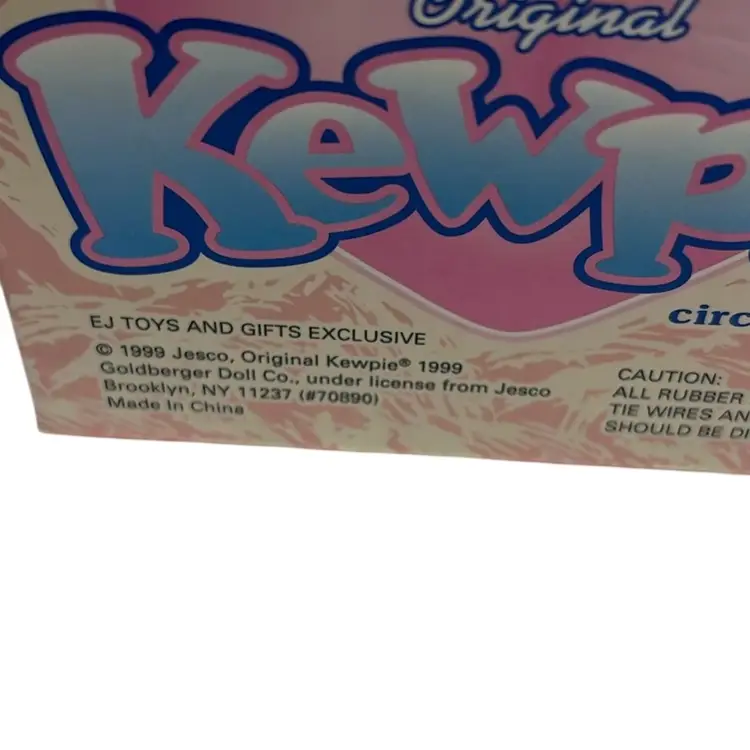 Original
Kewp
circ
EJ TOYS AND GIFTS EXCLUSIVE
© 1999 Jesco, Original Kewpie® 1999
Goldberger Doll Co., under license from Jesco
Brooklyn, NY 11237 (#70890)
Made In China
CAUTION:
ALL RUBBER
TIE WIRES AN
SHOULD BE DI